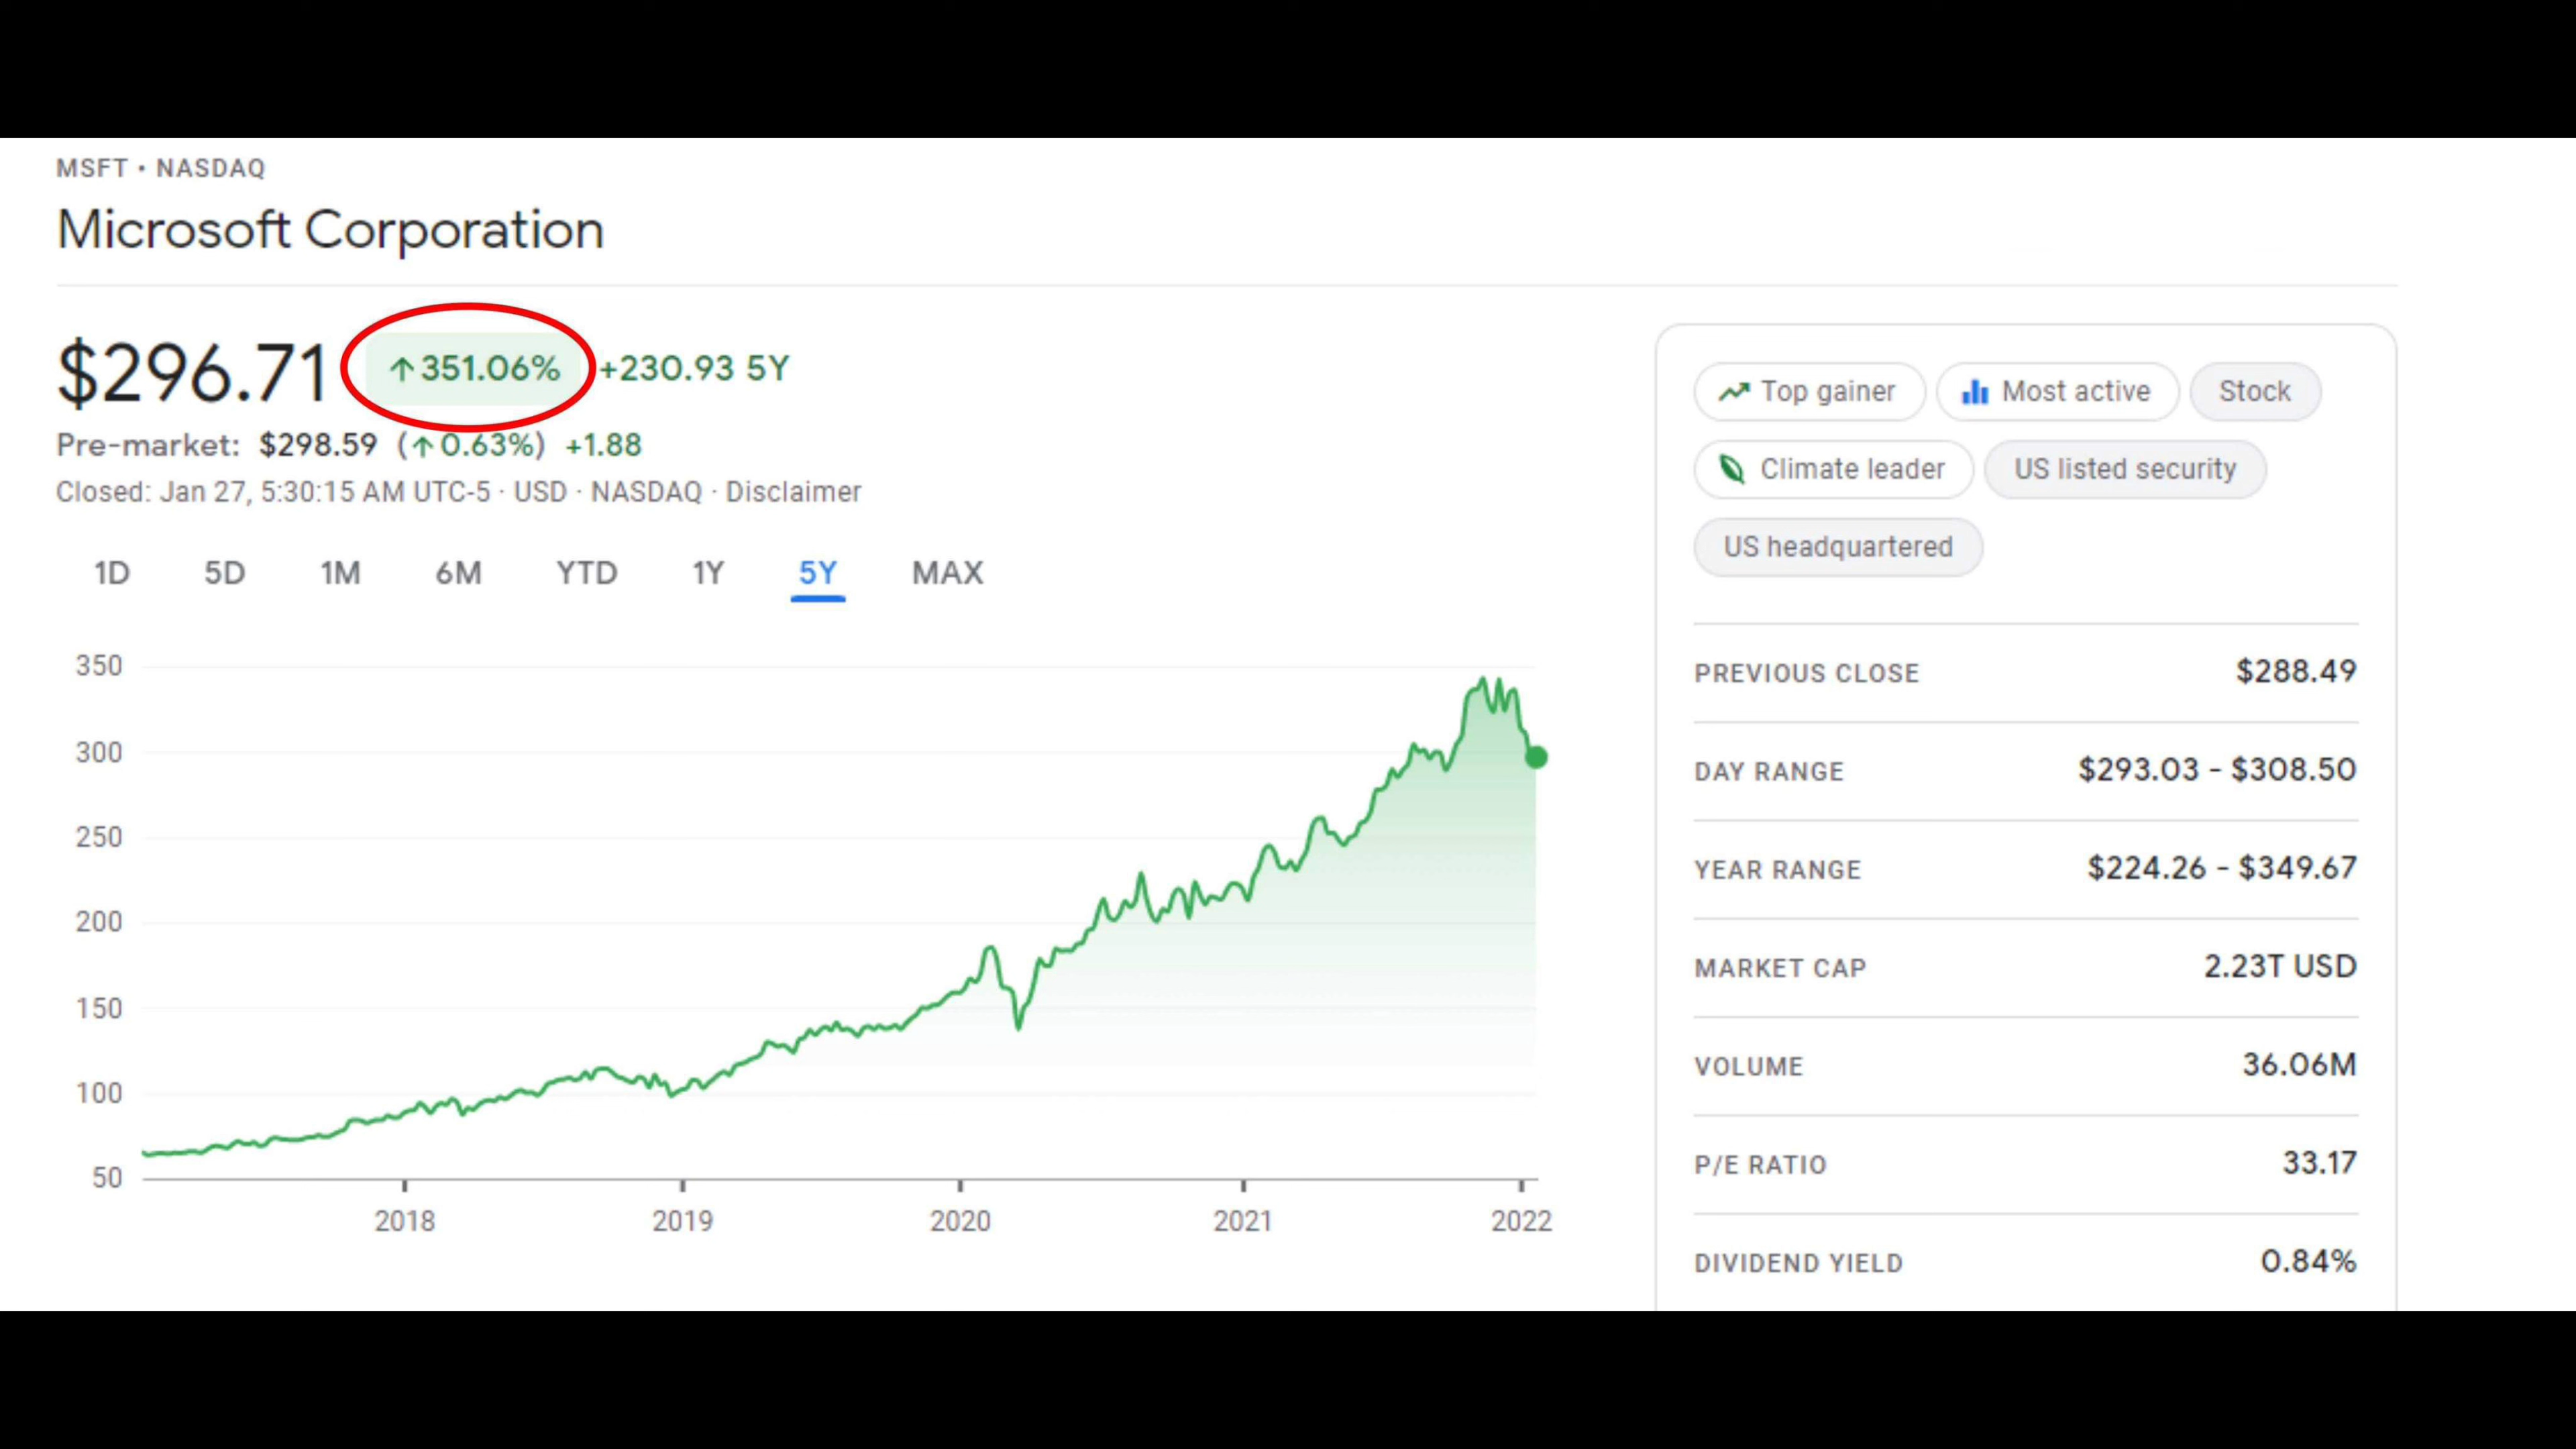 MSFT • NASDAQ
Microsoft Corporation
$296.71 ↑351.06% +230.93 5Y
Pre-market: $298.59 (↑0.63%) +1.88
Closed: Jan 27, 5:30:15 AM UTC-5 · USD · NASDAQ · Disclaimer
1D 5D 1M 6M YTD 1Y 5Y MAX
350
300
250
200
150
100
50
2018 2019 2020 2021 2022
Top gainer Most active Stock
Climate leader US listed security
US headquartered
PREVIOUS CLOSE $288.49
DAY RANGE $293.03 - $308.50
YEAR RANGE $224.26 - $349.67
MARKET CAP 2.23T USD
VOLUME 36.06M
P/E RATIO 33.17
DIVIDEND YIELD 0.84%